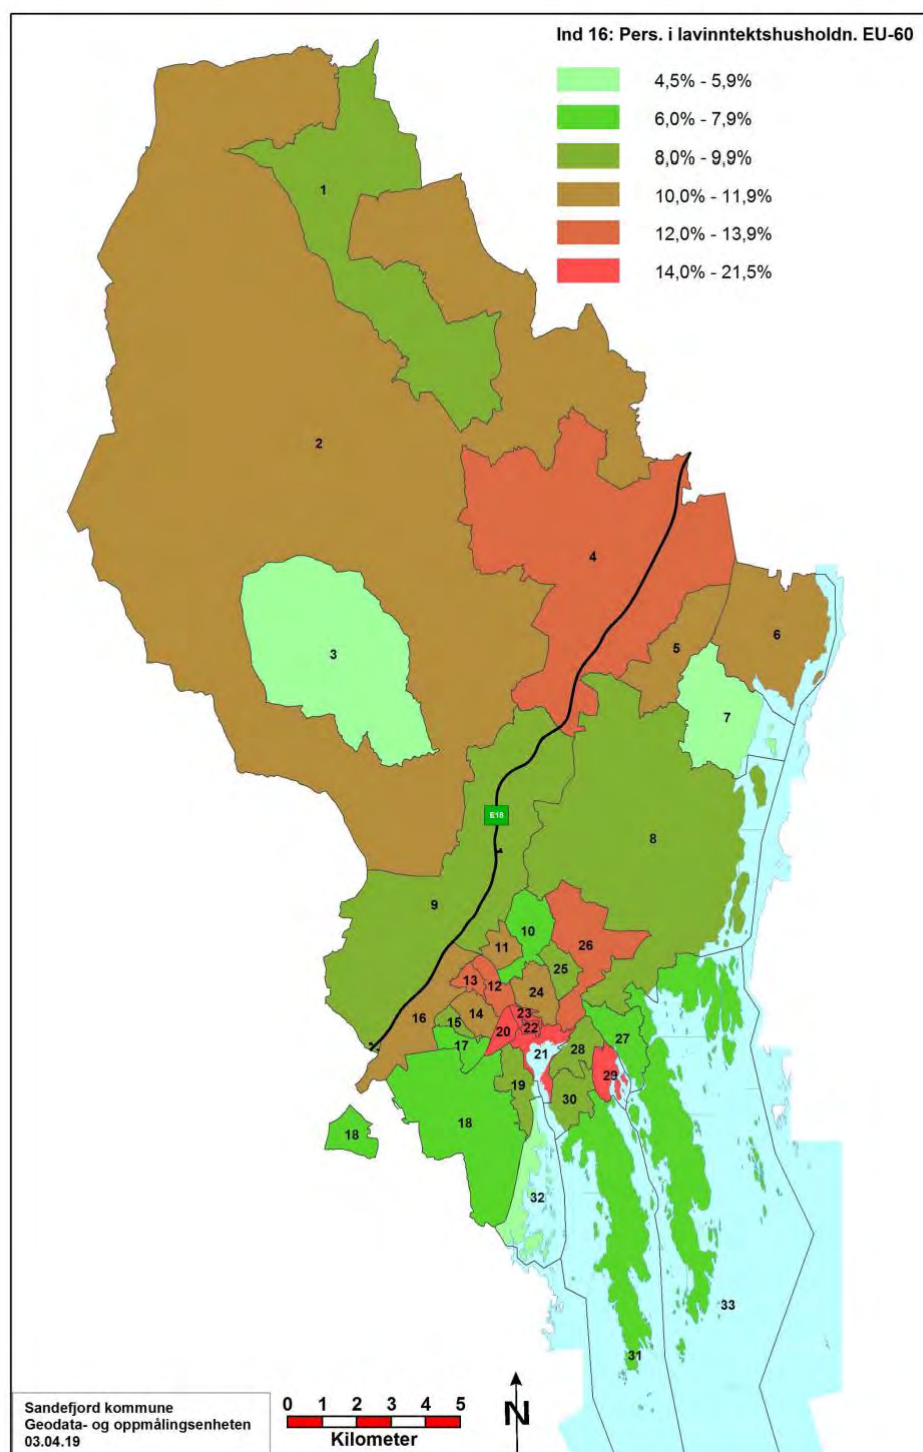 Ind 16: Pers. i lavinntektshusholdn. EU-60
4,5% - 5,9%
6,0% - 7,9%
8,0% - 9,9%
10,0% - 11,9%
12,0% - 13,9%
14,0% - 21,5%
1
2
3
4
5
6
7
8
E18
9
10
11
12
13
14
15
16
17
18
18
19
20
21
22
23
24
25
26
27
28
29
30
31
32
33
Sandefjord kommune
Geodata- og oppmålingsenheten
03.04.19
0 1 2 3 4 5
Kilometer
N